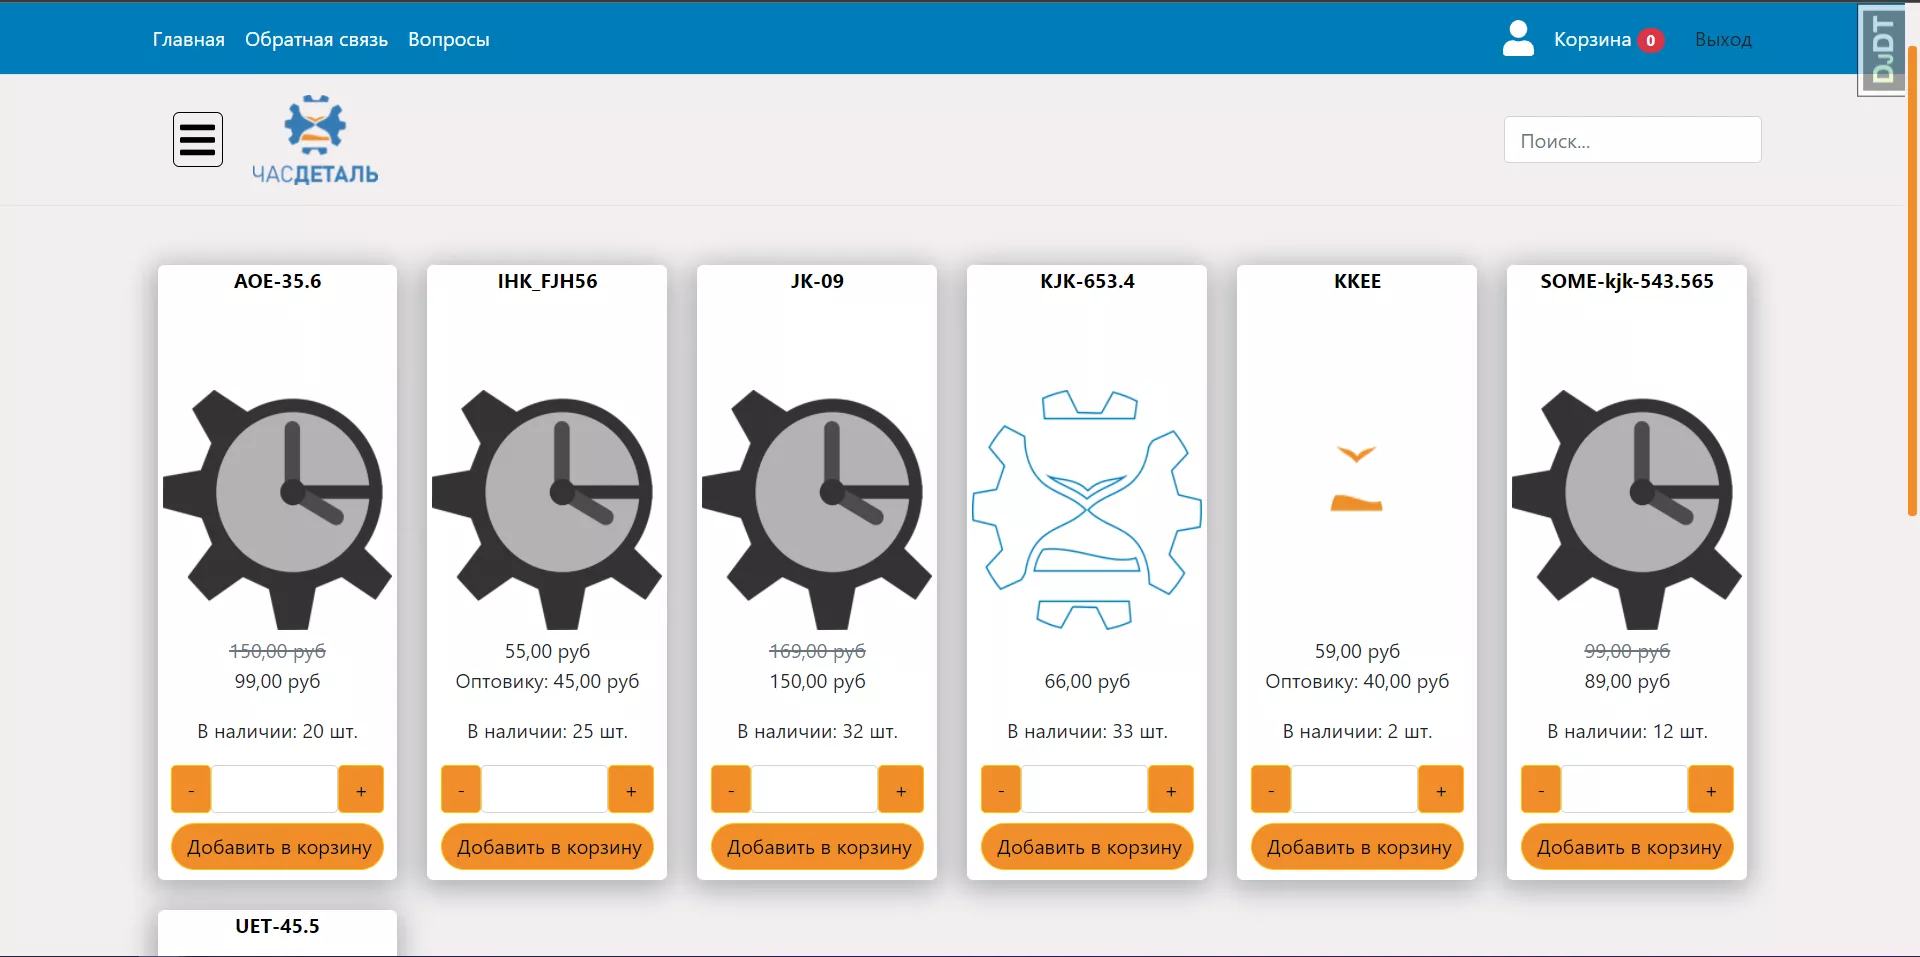 Главная Обратная связь Вопросы Корзина 0 Выход
DJDT
ЧАСДЕТАЛЬ
Поиск...
AOE-35.6
150,00 руб
99,00 руб
В наличии: 20 шт.
- +
Добавить в корзину
IHK_FJH56
55,00 руб
Оптовику: 45,00 руб
В наличии: 25 шт.
- +
Добавить в корзину
JK-09
169,00 руб
150,00 руб
В наличии: 32 шт.
- +
Добавить в корзину
KJK-653.4
66,00 руб
В наличии: 33 шт.
- +
Добавить в корзину
KKEE
59,00 руб
Оптовику: 40,00 руб
В наличии: 2 шт.
- +
Добавить в корзину
SOME-kjk-543.565
99,00 руб
89,00 руб
В наличии: 12 шт.
- +
Добавить в корзину
UET-45.5